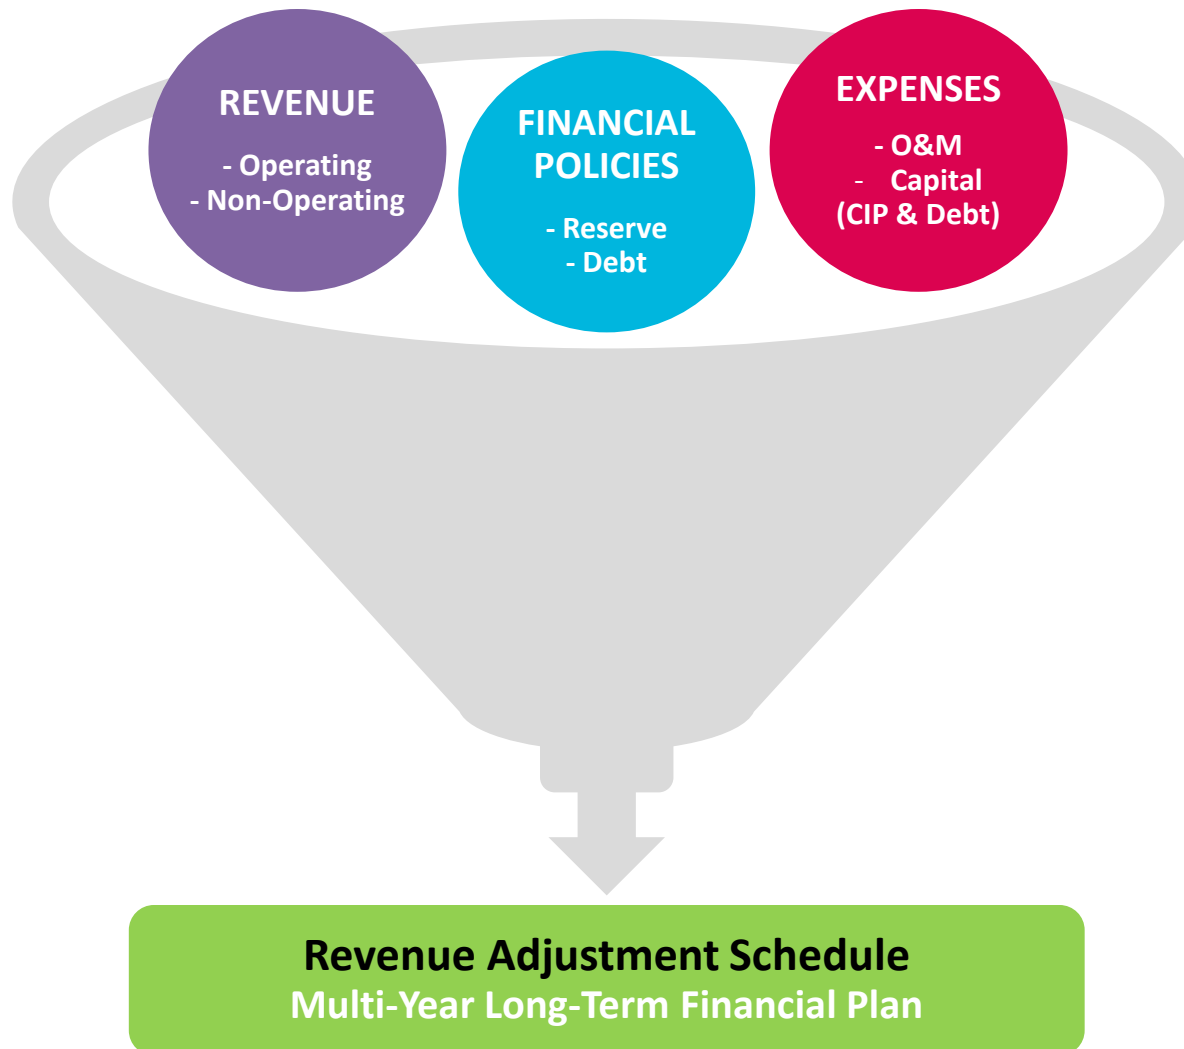 REVENUE
- Operating
- Non-Operating
FINANCIAL
POLICIES
- Reserve
- Debt
EXPENSES
- O&M
- Capital
(CIP & Debt)
Revenue Adjustment Schedule
Multi-Year Long-Term Financial Plan